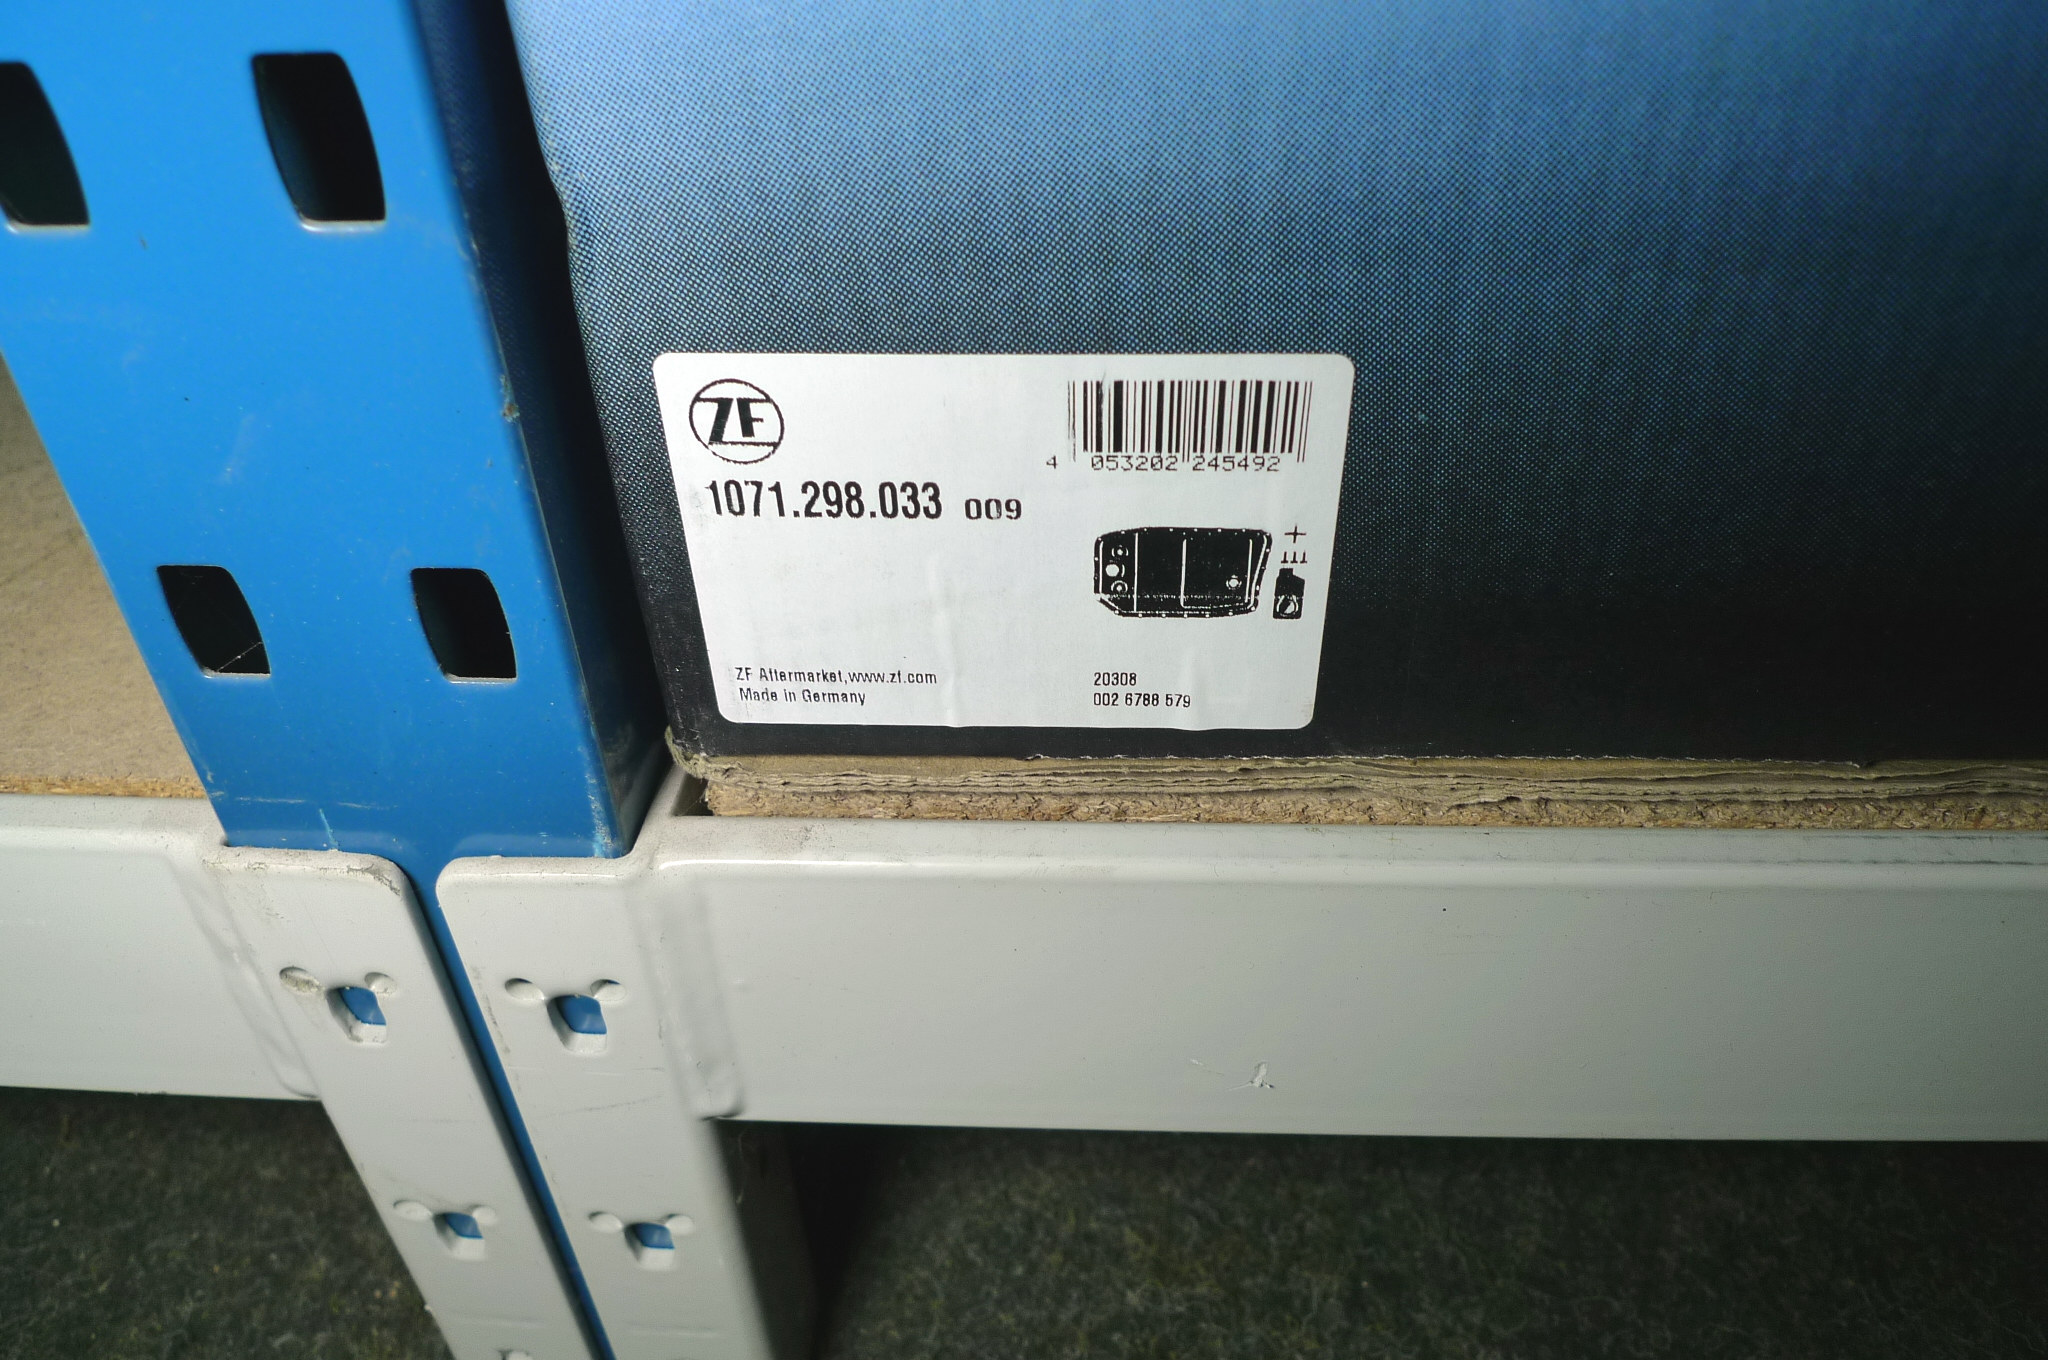 ZF
4 053202 245492
1071.298.033 009
ZF Aftermarket,www.zf.com
Made in Germany
20308
002 6788 579